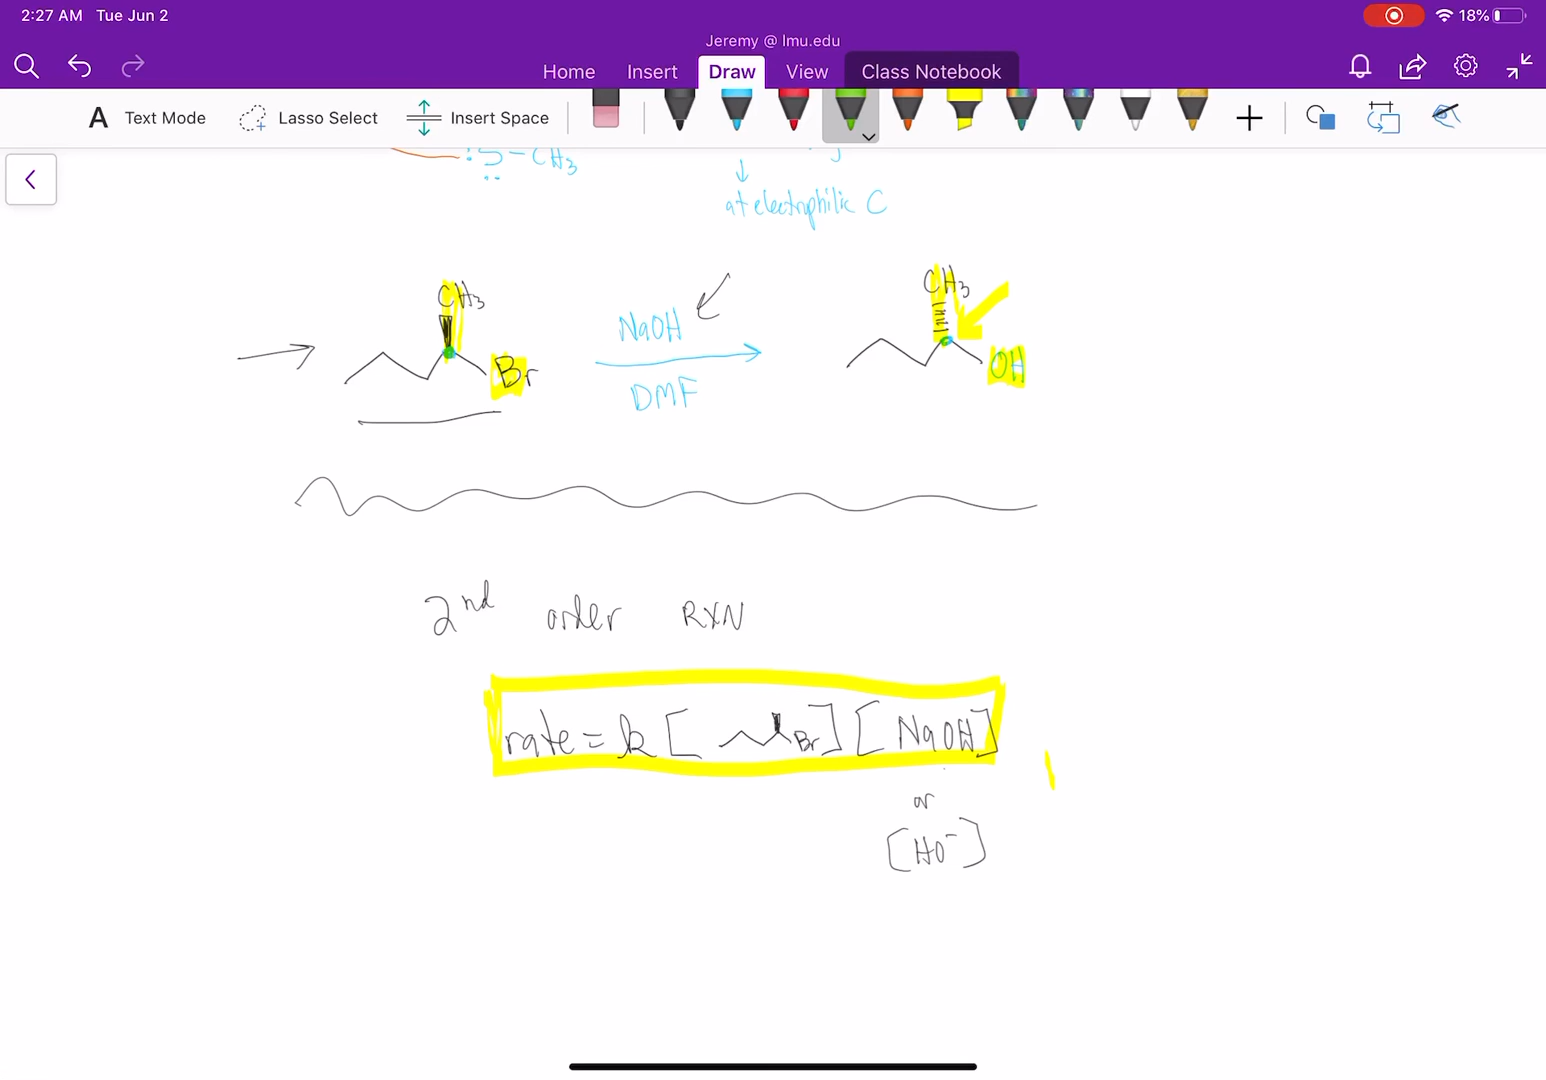 2:27 AM Tue Jun 2
18%
Jeremy @ lmu.edu
Home Insert Draw View Class Notebook
A Text Mode Lasso Select Insert Space
:S-CH3
at electrophilic C
CH3 CH3
NaOH
Br OH
DMF
2nd order RXN
rate = k [ Br ] [ NaOH ]
or
[HO-]